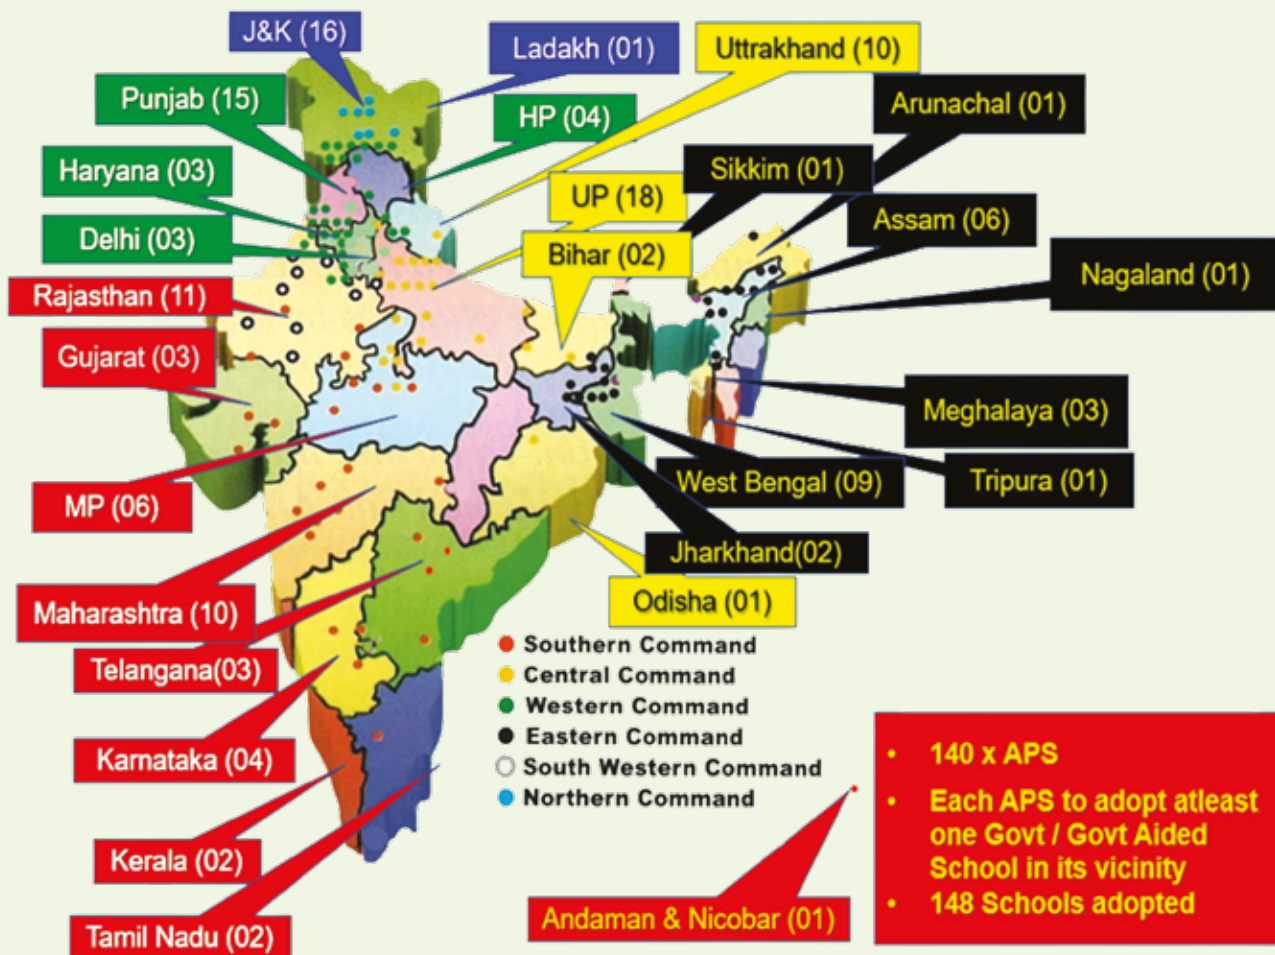 J&K (16)
Ladakh (01)
Uttrakhand (10)
Punjab (15)
HP (04)
Arunachal (01)
Haryana (03)
Sikkim (01)
UP (18)
Assam (06)
Delhi (03)
Bihar (02)
Nagaland (01)
Rajasthan (11)
Gujarat (03)
Meghalaya (03)
MP (06)
West Bengal (09)
Tripura (01)
Jharkhand(02)
Maharashtra (10)
Odisha (01)
Telangana(03)
Karnataka (04)
Kerala (02)
Tamil Nadu (02)
Andaman & Nicobar (01)
Southern Command
Central Command
Western Command
Eastern Command
South Western Command
Northern Command
• 140 x APS
• Each APS to adopt atleast
one Govt / Govt Aided
School in its vicinity
• 148 Schools adopted